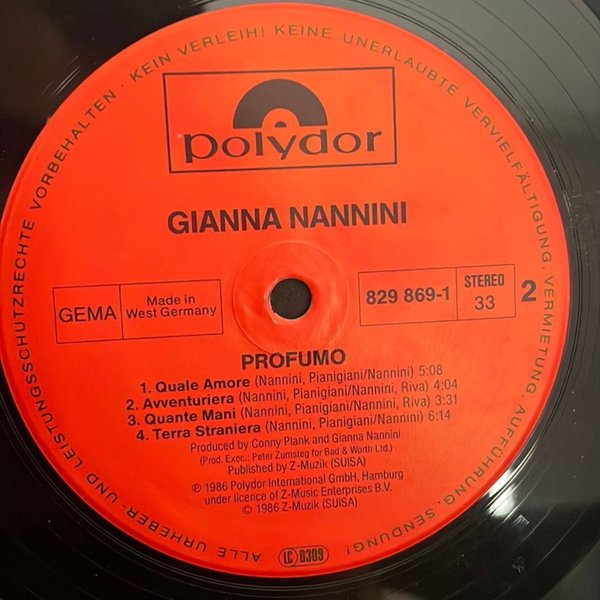 ALLE URHEBER- UND LEISTUNGSSCHUTZRECHTE VORBEHALTEN · KEIN VERLEIH! KEINE UNERLAUBTE VERVIELFÄLTIGUNG, VERMIETUNG, AUFFÜHRUNG, SENDUNG!
polydor
GIANNA NANNINI
GEMA
Made in
West Germany
829 869-1
STEREO
33
2
PROFUMO
1. Quale Amore (Nannini, Pianigiani/Nannini) 5:08
2. Avventuriera (Nannini, Pianigiani/Nannini, Riva) 4:04
3. Quante Mani (Nannini, Pianigiani/Nannini, Riva) 3:31
4. Terra Straniera (Nannini, Pianigiani/Nannini) 6:14
Produced by Conny Plank and Gianna Nannini
(Prod. Exec.: Peter Zumsteg for Bad & Worth Ltd.)
Published by Z-Muzik (SUISA)
℗ 1986 Polydor International GmbH, Hamburg
under licence of Z-Music Enterprises B.V.
© 1986 Z-Muzik (SUISA)
LC 0309